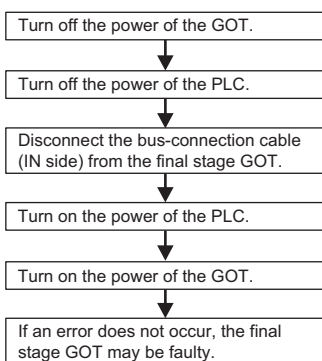 Turn off the power of the GOT.
Turn off the power of the PLC.
Disconnect the bus-connection cable
(IN side) from the final stage GOT.
Turn on the power of the PLC.
Turn on the power of the GOT.
If an error does not occur, the final
stage GOT may be faulty.